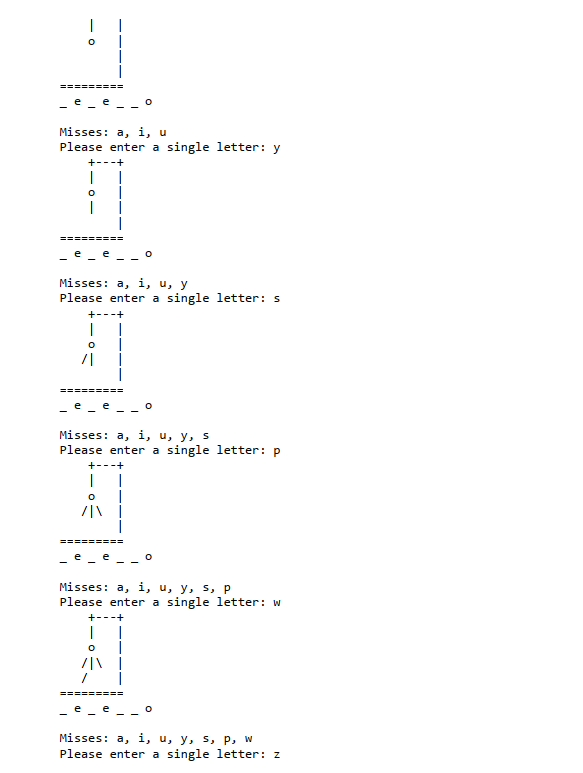 |   |
    o   |
        |
        |
=========
_ e _ e _ _ o

Misses: a, i, u
Please enter a single letter: y
    +---+
    |   |
    o   |
    |   |
        |
=========
_ e _ e _ _ o

Misses: a, i, u, y
Please enter a single letter: s
    +---+
    |   |
    o   |
   /|   |
        |
=========
_ e _ e _ _ o

Misses: a, i, u, y, s
Please enter a single letter: p
    +---+
    |   |
    o   |
   /|\  |
        |
=========
_ e _ e _ _ o

Misses: a, i, u, y, s, p
Please enter a single letter: w
    +---+
    |   |
    o   |
   /|\  |
   /    |
=========
_ e _ e _ _ o

Misses: a, i, u, y, s, p, w
Please enter a single letter: z